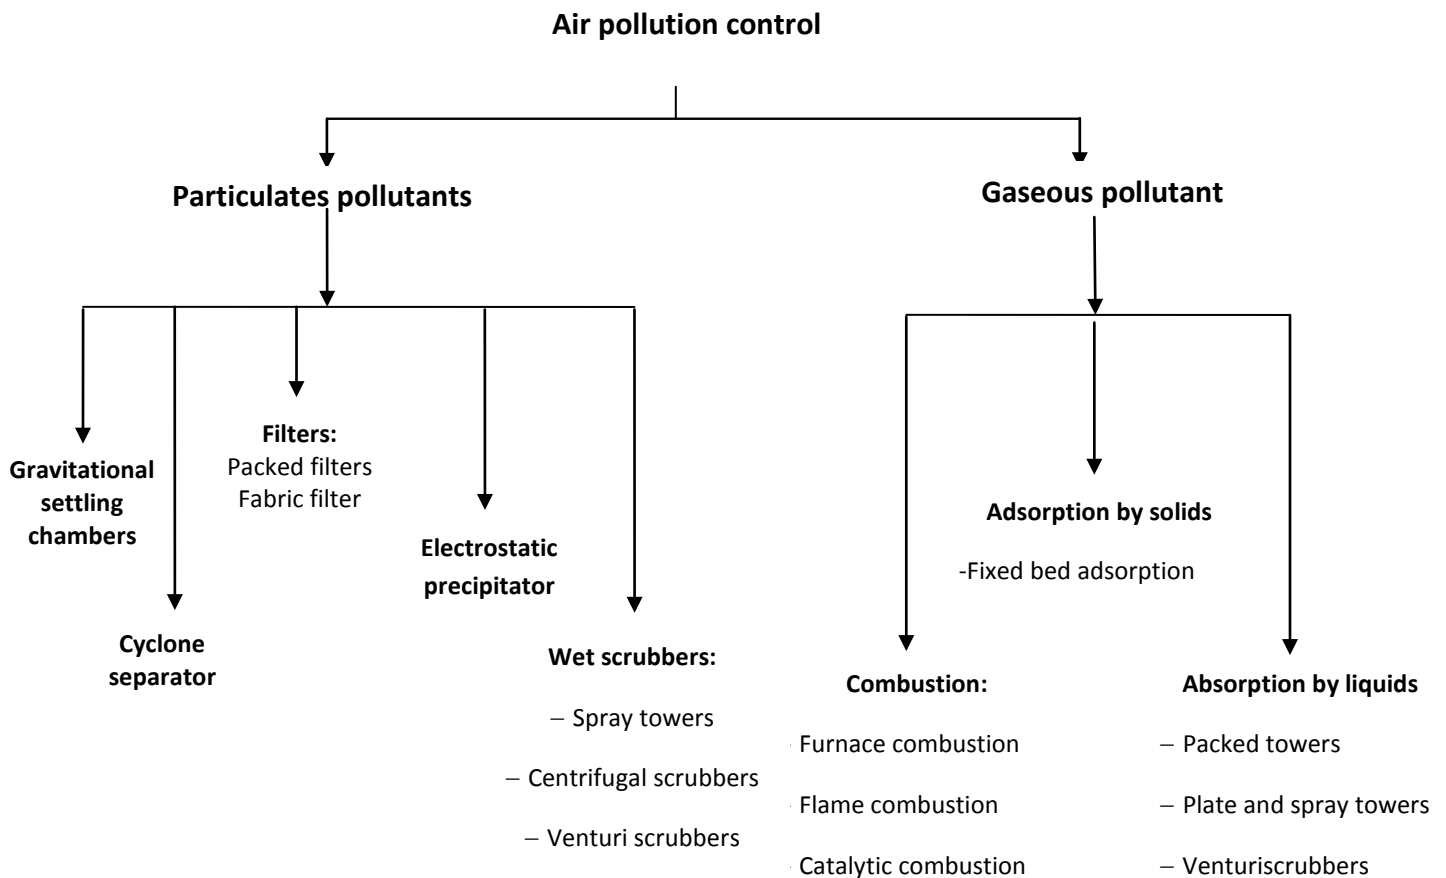 Air pollution control
Particulates pollutants
Gaseous pollutant
Gravitational
settling
chambers
Cyclone
separator
Filters:
Packed filters
Fabric filter
Electrostatic
precipitator
Wet scrubbers:
– Spray towers
– Centrifugal scrubbers
– Venturi scrubbers
Combustion:
Furnace combustion
Flame combustion
Catalytic combustion
Adsorption by solids
-Fixed bed adsorption
Absorption by liquids
– Packed towers
– Plate and spray towers
– Venturiscrubbers